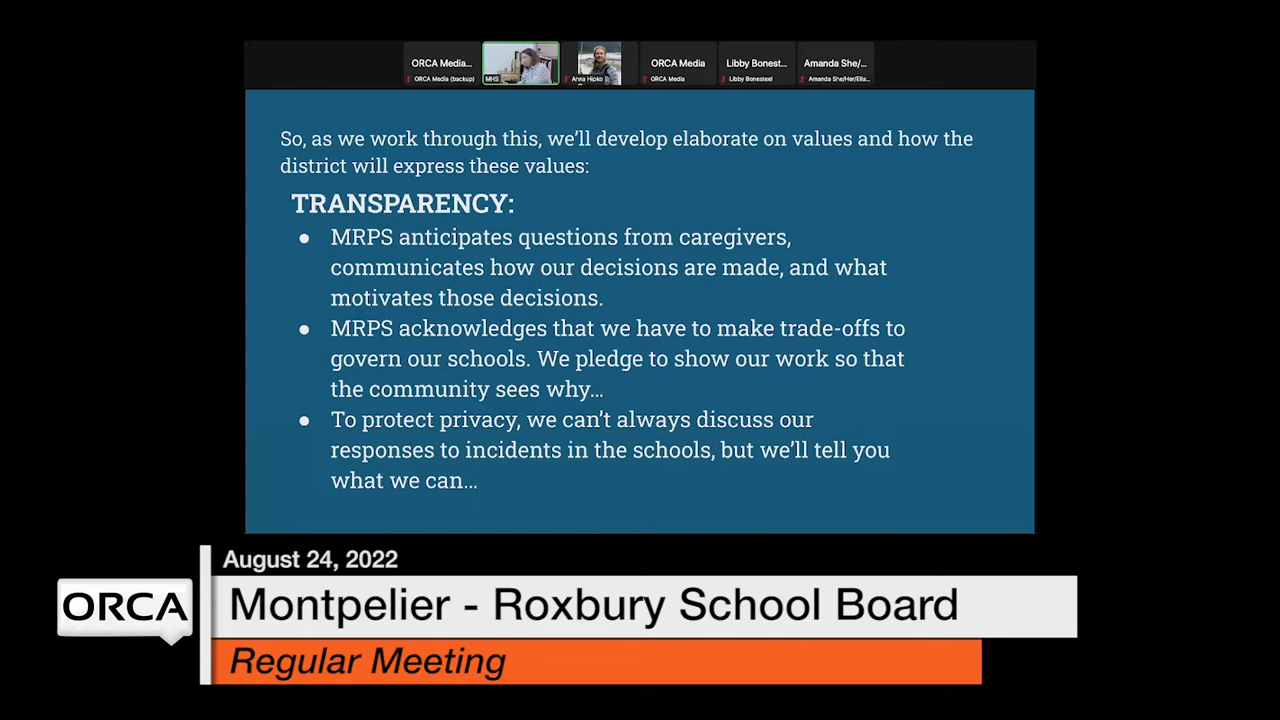 ORCA Media... MHS ORCA Media Libby Bonest... Amanda She/...
ORCA Media (backup) Anna Hipko ORCA Media Libby Bonesteel Amanda She/Her/Ella...
So, as we work through this, we'll develop elaborate on values and how the
district will express these values:
TRANSPARENCY:
● MRPS anticipates questions from caregivers,
communicates how our decisions are made, and what
motivates those decisions.
● MRPS acknowledges that we have to make trade-offs to
govern our schools. We pledge to show our work so that
the community sees why...
● To protect privacy, we can't always discuss our
responses to incidents in the schools, but we'll tell you
what we can...
August 24, 2022
ORCA
Montpelier - Roxbury School Board
Regular Meeting